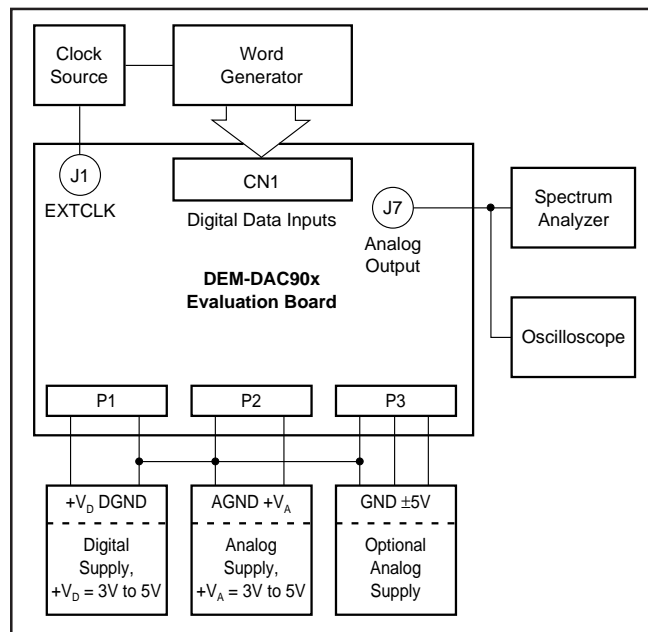 Clock
Source
Word
Generator
J1
EXTCLK
CN1
Digital Data Inputs
J7
Analog
Output
Spectrum
Analyzer
DEM-DAC90x
Evaluation Board
Oscilloscope
P1
P2
P3
+V_D DGND
AGND +V_A
GND ±5V
Digital
Supply,
+V_D = 3V to 5V
Analog
Supply,
+V_A = 3V to 5V
Optional
Analog
Supply